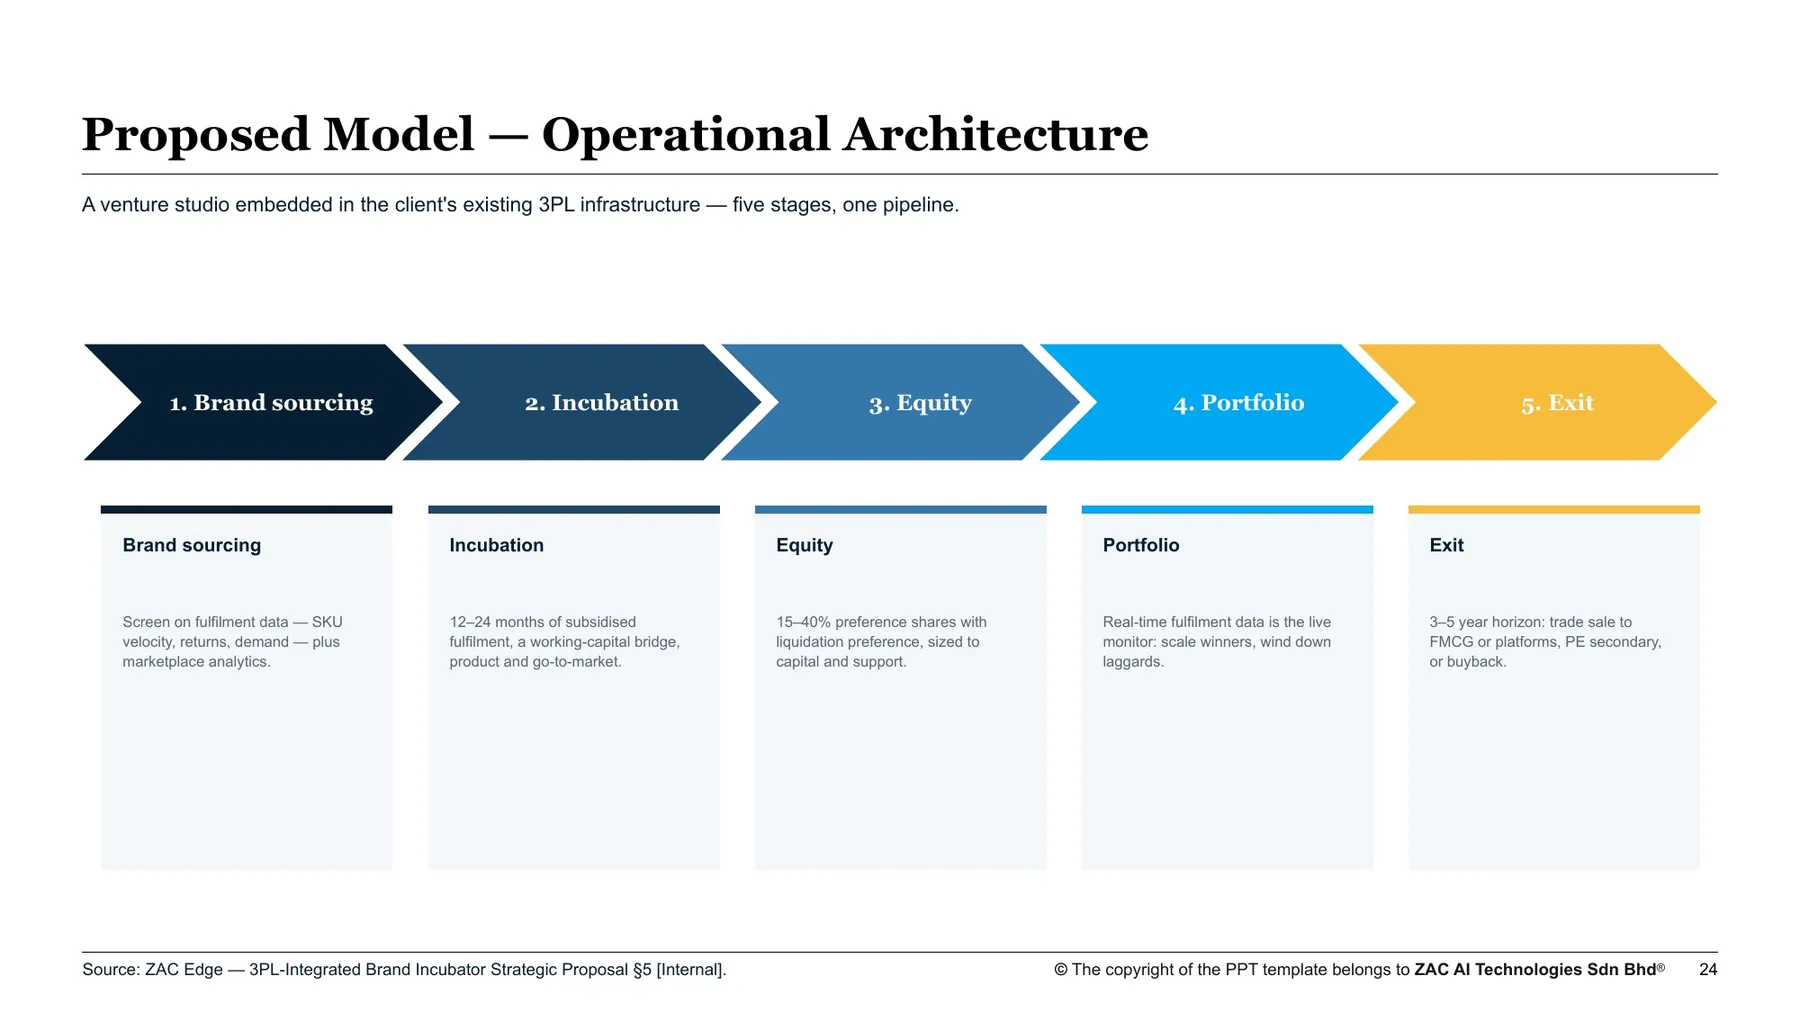 Proposed Model — Operational Architecture
A venture studio embedded in the client's existing 3PL infrastructure — five stages, one pipeline.
1. Brand sourcing
2. Incubation
3. Equity
4. Portfolio
5. Exit
Brand sourcing
Screen on fulfilment data — SKU
velocity, returns, demand — plus
marketplace analytics.
Incubation
12–24 months of subsidised
fulfilment, a working-capital bridge,
product and go-to-market.
Equity
15–40% preference shares with
liquidation preference, sized to
capital and support.
Portfolio
Real-time fulfilment data is the live
monitor: scale winners, wind down
laggards.
Exit
3–5 year horizon: trade sale to
FMCG or platforms, PE secondary,
or buyback.
Source: ZAC Edge — 3PL-Integrated Brand Incubator Strategic Proposal §5 [Internal].
© The copyright of the PPT template belongs to ZAC AI Technologies Sdn Bhd®
24